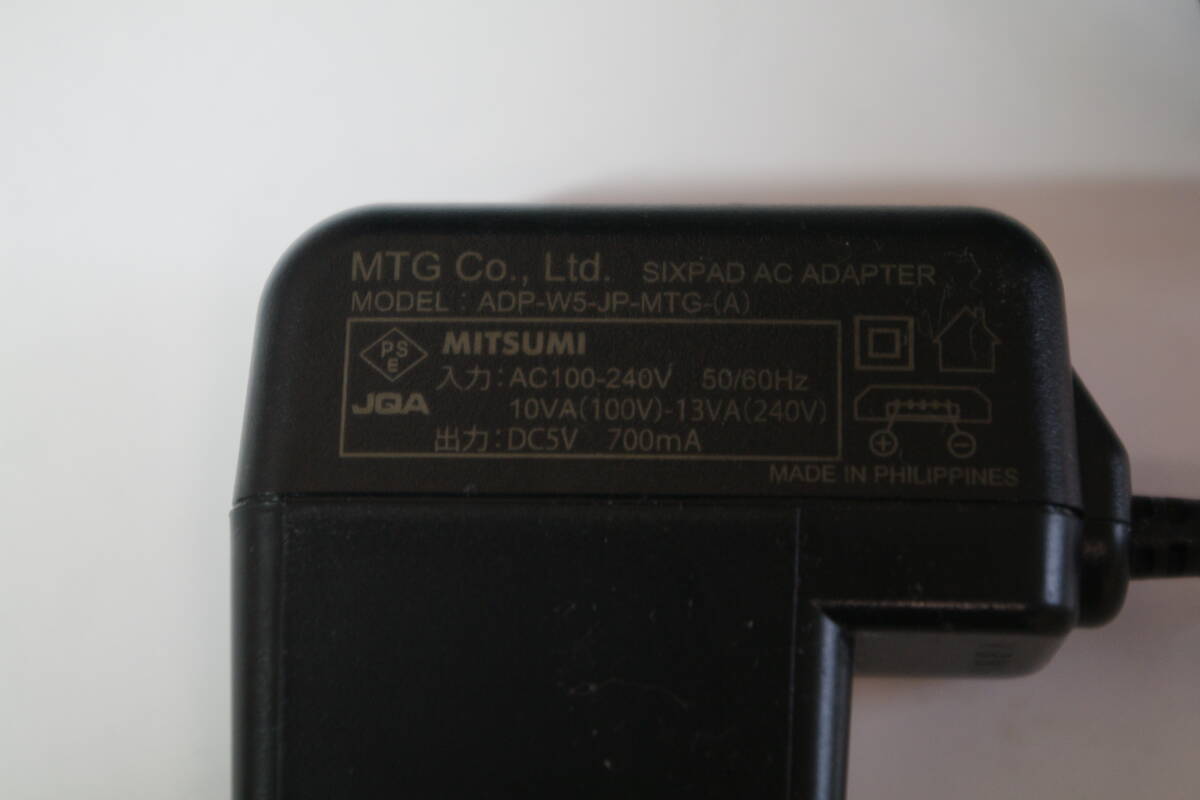 MTG Co., Ltd. SIXPAD AC ADAPTER
MODEL : ADP-W5-JP-MTG-(A)
PSE MITSUMI
入力 : AC100-240V 50/60Hz
JQA 10VA(100V)-13VA(240V)
出力 : DC5V 700mA
MADE IN PHILIPPINES